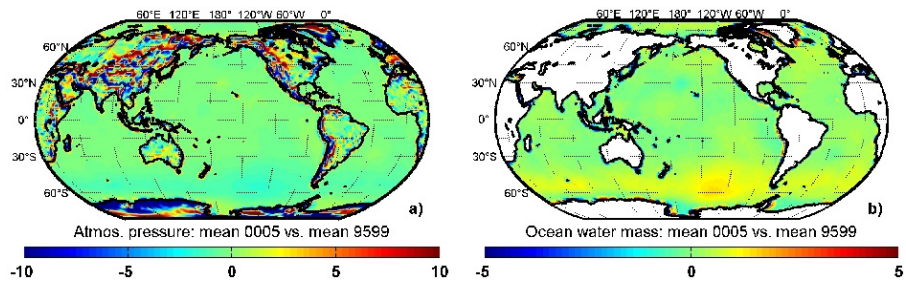 60°E 120°E 180° 120°W 60°W 0°
60°N
30°N
0°
30°S
60°S
a)
Atmos. pressure: mean 0005 vs. mean 9599
-10 -5 0 5 10
60°E 120°E 180° 120°W 60°W 0°
60°N
30°N
0°
30°S
60°S
b)
Ocean water mass: mean 0005 vs. mean 9599
-5 0 5